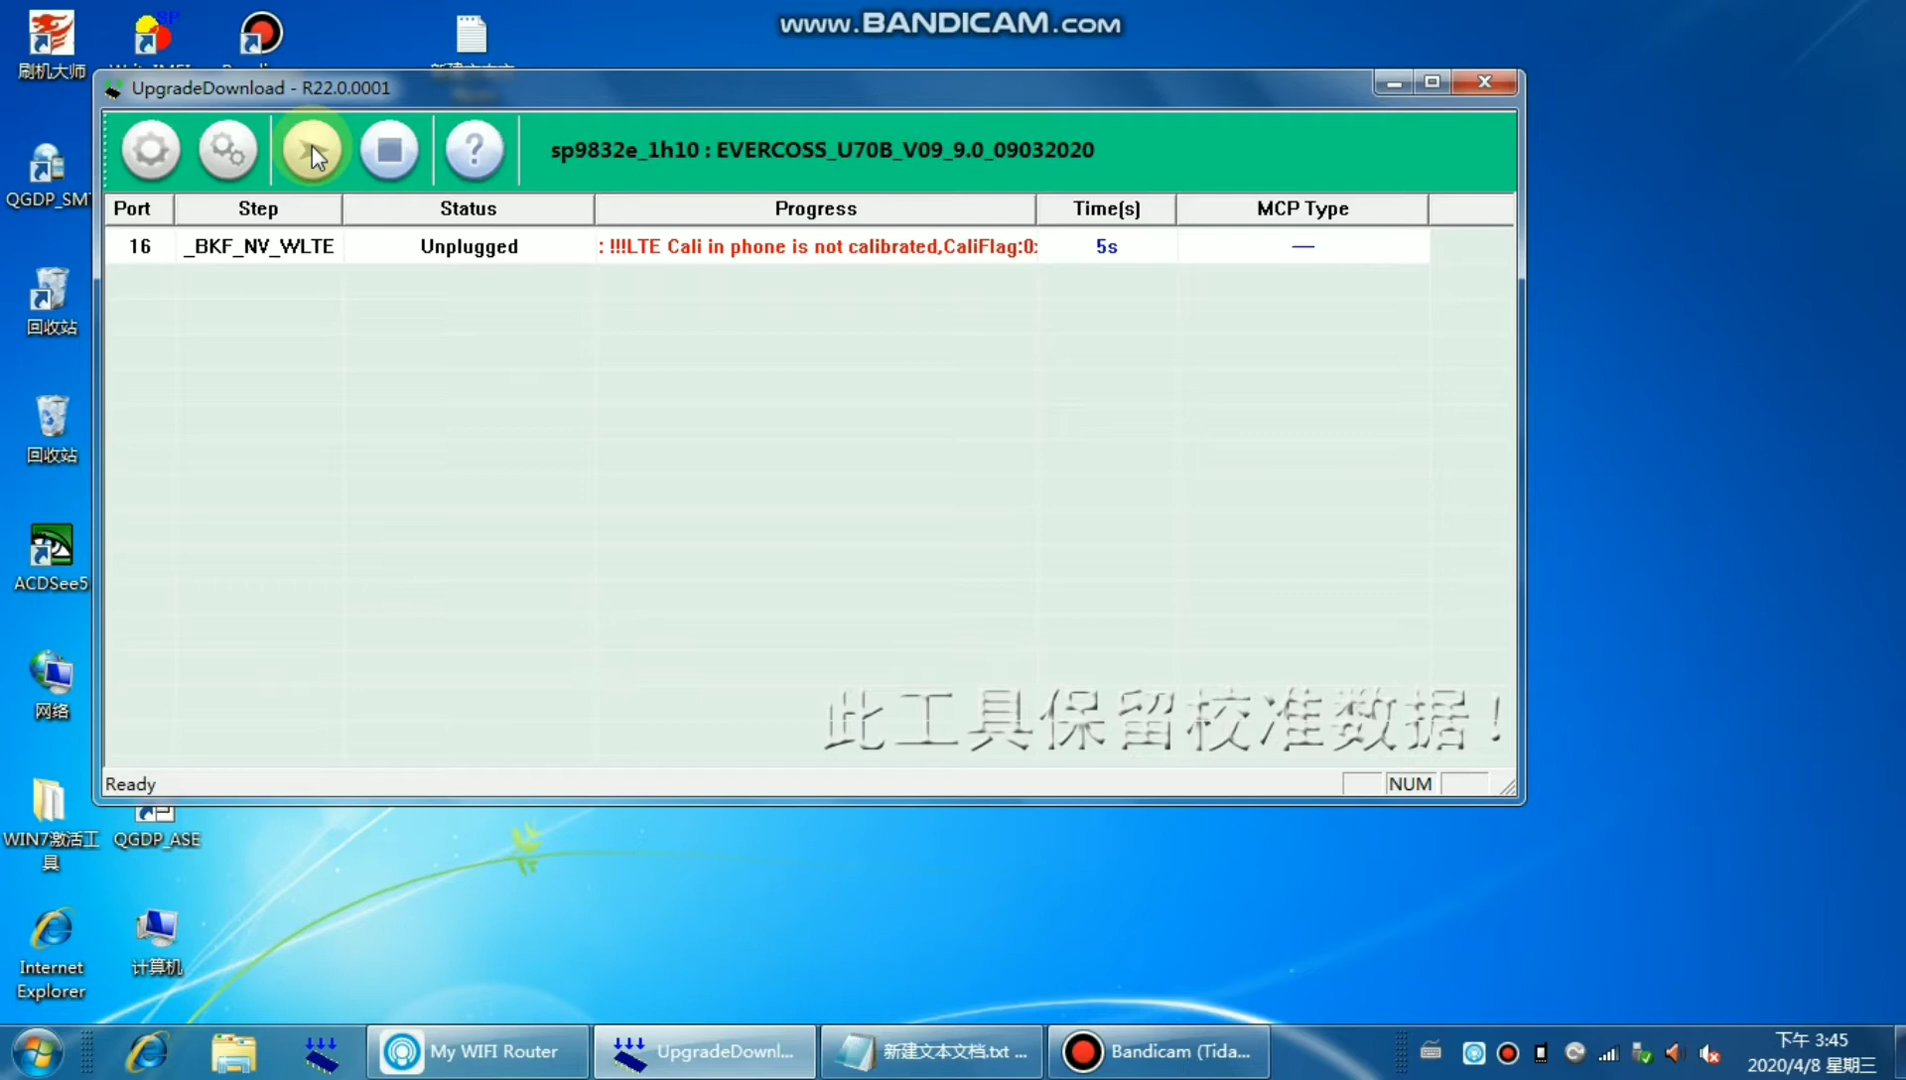 www.BANDICAM.com
SP
刷机大师
UpgradeDownload - R22.0.0001
sp9832e_1h10 : EVERCOSS_U70B_V09_9.0_09032020
Port Step Status Progress Time(s) MCP Type
16 _BKF_NV_WLTE Unplugged : !!!LTE Cali in phone is not calibrated,CaliFlag:0: 5s —
QGDP_SMT
回收站
回收站
ACDSee5
网络
此工具保留校准数据!
Ready
NUM
WIN7激活工具
QGDP_ASE
Internet
Explorer
计算机
My WIFI Router
UpgradeDownl...
新建文本文档.txt ...
Bandicam (Tida...
下午 3:45
2020/4/8 星期三